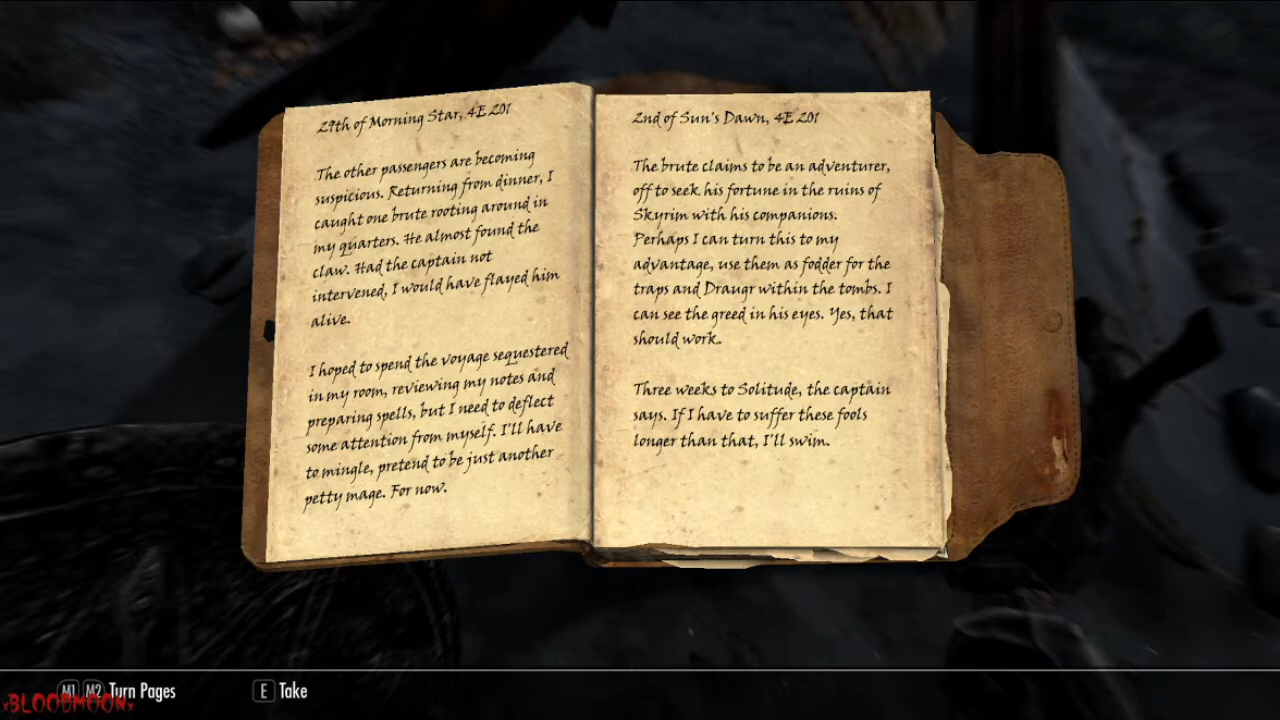 29th of Morning Star, 4E 201
The other passengers are becoming
suspicious. Returning from dinner, I
caught one brute rooting around in
my quarters. He almost found the
claw. Had the captain not
intervened, I would have flayed him
alive.
I hoped to spend the voyage sequestered
in my room, reviewing my notes and
preparing spells, but I need to deflect
some attention from myself. I'll have
to mingle, pretend to be just another
petty mage. For now.
2nd of Sun's Dawn, 4E 201
The brute claims to be an adventurer,
off to seek his fortune in the ruins of
Skyrim with his companions.
Perhaps I can turn this to my
advantage, use them as fodder for the
traps and Draugr within the tombs. I
can see the greed in his eyes. Yes, that
should work.
Three weeks to Solitude, the captain
says. If I have to suffer these fools
longer than that, I'll swim.
M1 M2 Turn Pages
E Take
xBLOODMOONx